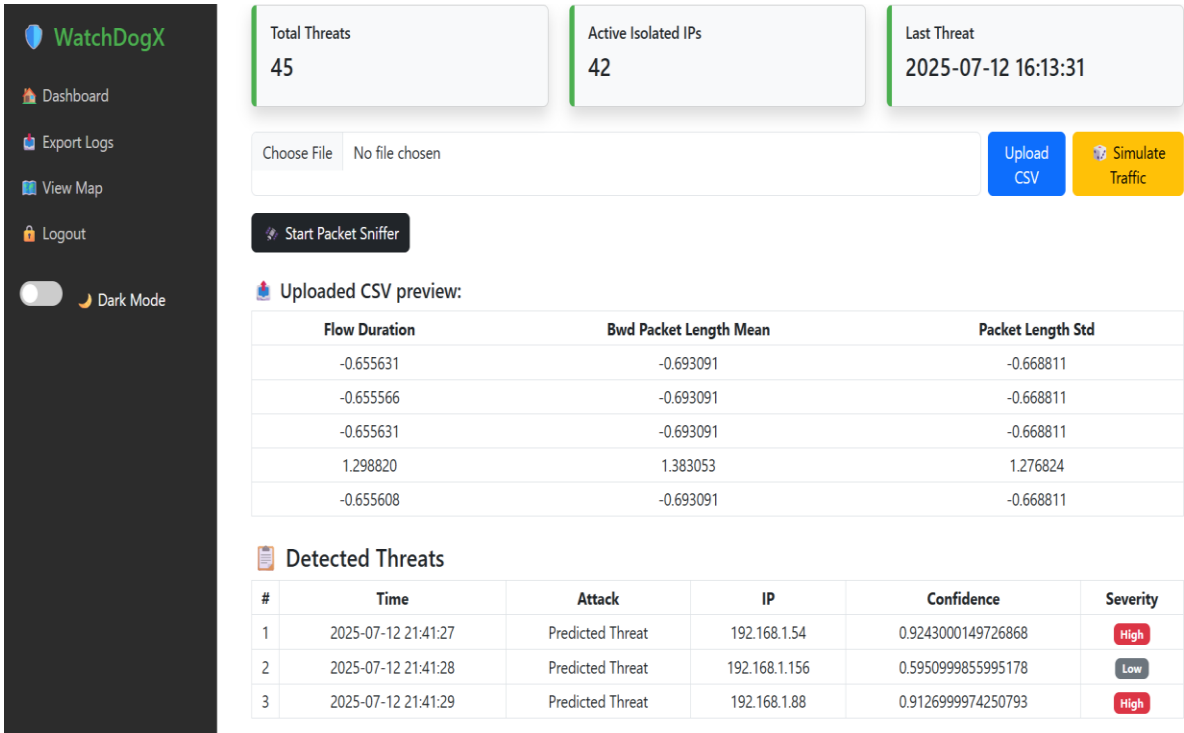 WatchDogX
Dashboard
Export Logs
View Map
Logout
Dark Mode
Total Threats
45
Active Isolated IPs
42
Last Threat
2025-07-12 16:13:31
Choose File No file chosen
Upload
CSV
Simulate
Traffic
Start Packet Sniffer
Uploaded CSV preview:
Flow Duration Bwd Packet Length Mean Packet Length Std
-0.655631 -0.693091 -0.668811
-0.655566 -0.693091 -0.668811
-0.655631 -0.693091 -0.668811
1.298820 1.383053 1.276824
-0.655608 -0.693091 -0.668811
Detected Threats
# Time Attack IP Confidence Severity
1 2025-07-12 21:41:27 Predicted Threat 192.168.1.54 0.9243000149726868 High
2 2025-07-12 21:41:28 Predicted Threat 192.168.1.156 0.5950999855995178 Low
3 2025-07-12 21:41:29 Predicted Threat 192.168.1.88 0.9126999974250793 High